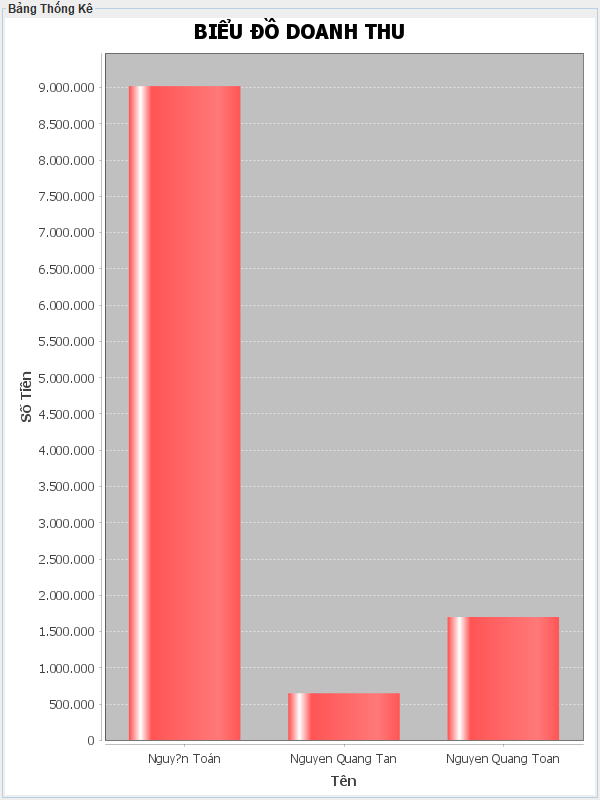 Bảng Thống Kê
BIỂU ĐỒ DOANH THU
9.000.000
8.500.000
8.000.000
7.500.000
7.000.000
6.500.000
6.000.000
5.500.000
5.000.000
4.500.000
4.000.000
3.500.000
3.000.000
2.500.000
2.000.000
1.500.000
1.000.000
500.000
0
Số Tiền
Nguy?n Toán
Nguyen Quang Tan
Nguyen Quang Toan
Tên